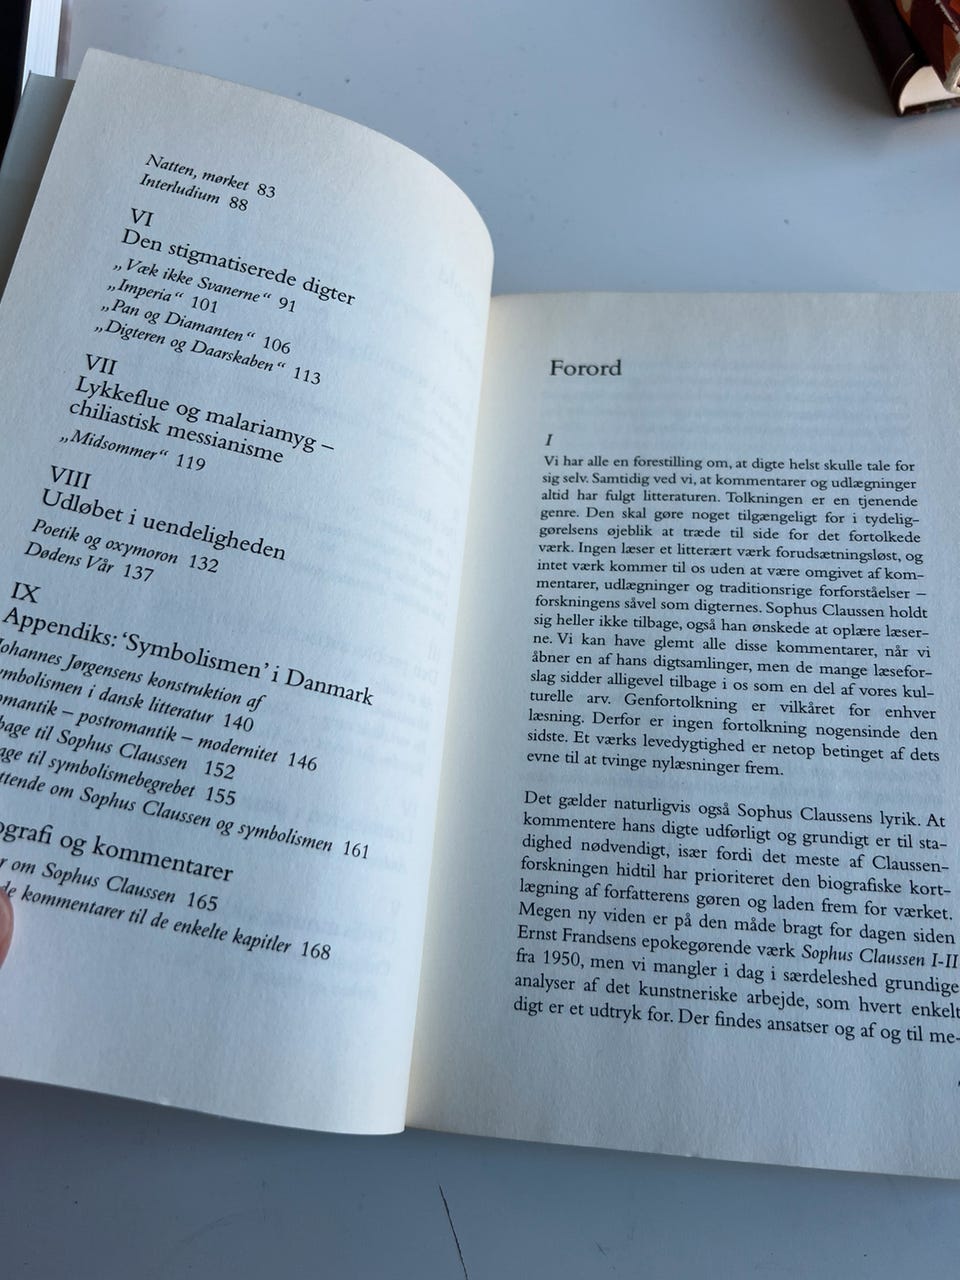 Natten, mørket 83
Interludium 88
VI
Den stigmatiserede digter
„Væk ikke Svanerne“ 91
„Imperia“ 101
„Pan og Diamanten“ 106
„Digteren og Daarskaben“ 113
VII
Lykkeflue og malariamyg –
chiliastisk messianisme
„Midsommer“ 119
VIII
Udløbet i uendeligheden
Poetik og oxymoron 132
Dødens Vår 137
IX
Appendiks: ‘Symbolismen’ i Danmark
Johannes Jørgensens konstruktion af
symbolismen i dansk litteratur 140
omantik – postromantik – modernitet 146
bage til Sophus Claussen 152
age til symbolismebegrebet 155
ttende om Sophus Claussen og symbolismen 161
ografi og kommentarer
r om Sophus Claussen 165
de kommentarer til de enkelte kapitler 168
Forord
I
Vi har alle en forestilling om, at digte helst skulle tale for
sig selv. Samtidig ved vi, at kommentarer og udlægninger
altid har fulgt litteraturen. Tolkningen er en tjenende
genre. Den skal gøre noget tilgængeligt for i tydelig-
gørelsens øjeblik at træde til side for det fortolkede
værk. Ingen læser et litterært værk forudsætningsløst, og
intet værk kommer til os uden at være omgivet af kom-
mentarer, udlægninger og traditionsrige forforståelser –
forskningens såvel som digternes. Sophus Claussen holdt
sig heller ikke tilbage, også han ønskede at oplære læser-
ne. Vi kan have glemt alle disse kommentarer, når vi
åbner en af hans digtsamlinger, men de mange læsefor-
slag sidder alligevel tilbage i os som en del af vores kul-
turelle arv. Genfortolkning er vilkåret for enhver
læsning. Derfor er ingen fortolkning nogensinde den
sidste. Et værks levedygtighed er netop betinget af dets
evne til at tvinge nylæsninger frem.
Det gælder naturligvis også Sophus Claussens lyrik. At
kommentere hans digte udførligt og grundigt er til sta-
dighed nødvendigt, især fordi det meste af Claussen-
forskningen hidtil har prioriteret den biografiske kort-
lægning af forfatterens gøren og laden frem for værket.
Megen ny viden er på den måde bragt for dagen siden
Ernst Frandsens epokegørende værk Sophus Claussen I-II
fra 1950, men vi mangler i dag i særdeleshed grundige
analyser af det kunstneriske arbejde, som hvert enkelt
digt er et udtryk for. Der findes ansatser og af og til me-